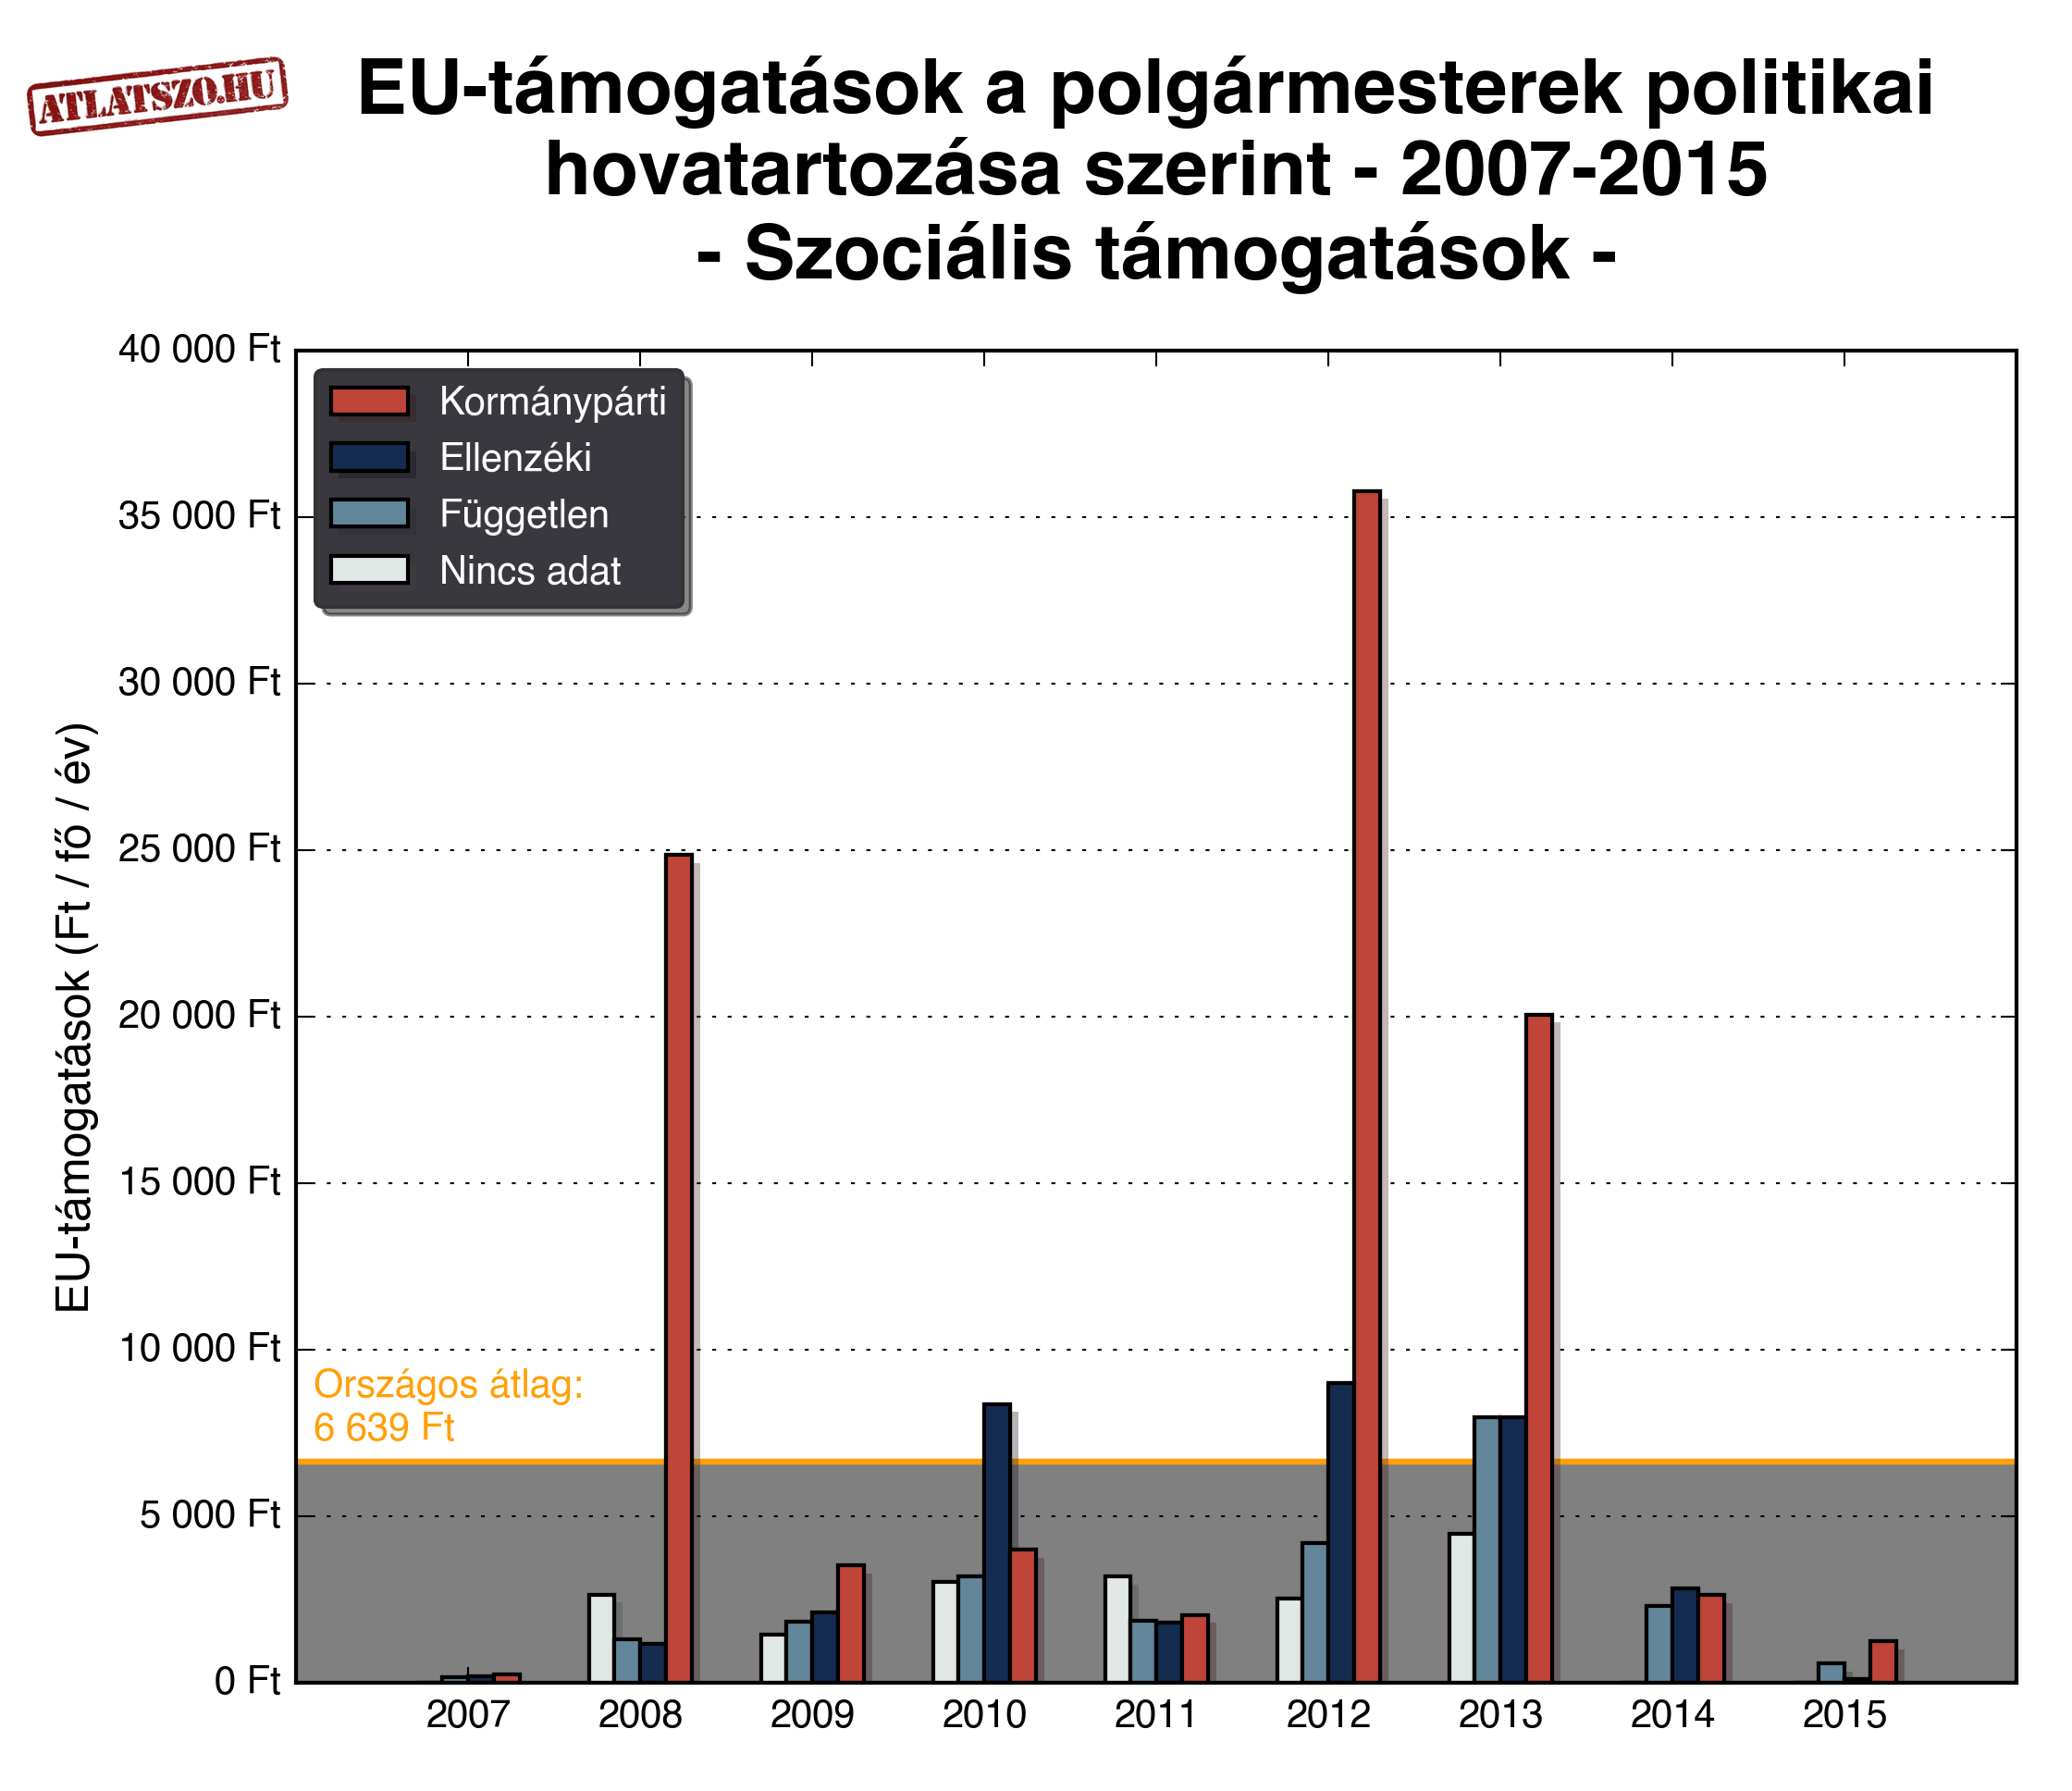 ATLATSZO.HU
EU-támogatások a polgármesterek politikai
hovatartozása szerint - 2007-2015
- Szociális támogatások -
40 000 Ft
35 000 Ft
30 000 Ft
25 000 Ft
20 000 Ft
15 000 Ft
10 000 Ft
5 000 Ft
0 Ft
EU-támogatások (Ft / fő / év)
Kormánypárti
Ellenzéki
Független
Nincs adat
Országos átlag:
6 639 Ft
2007 2008 2009 2010 2011 2012 2013 2014 2015